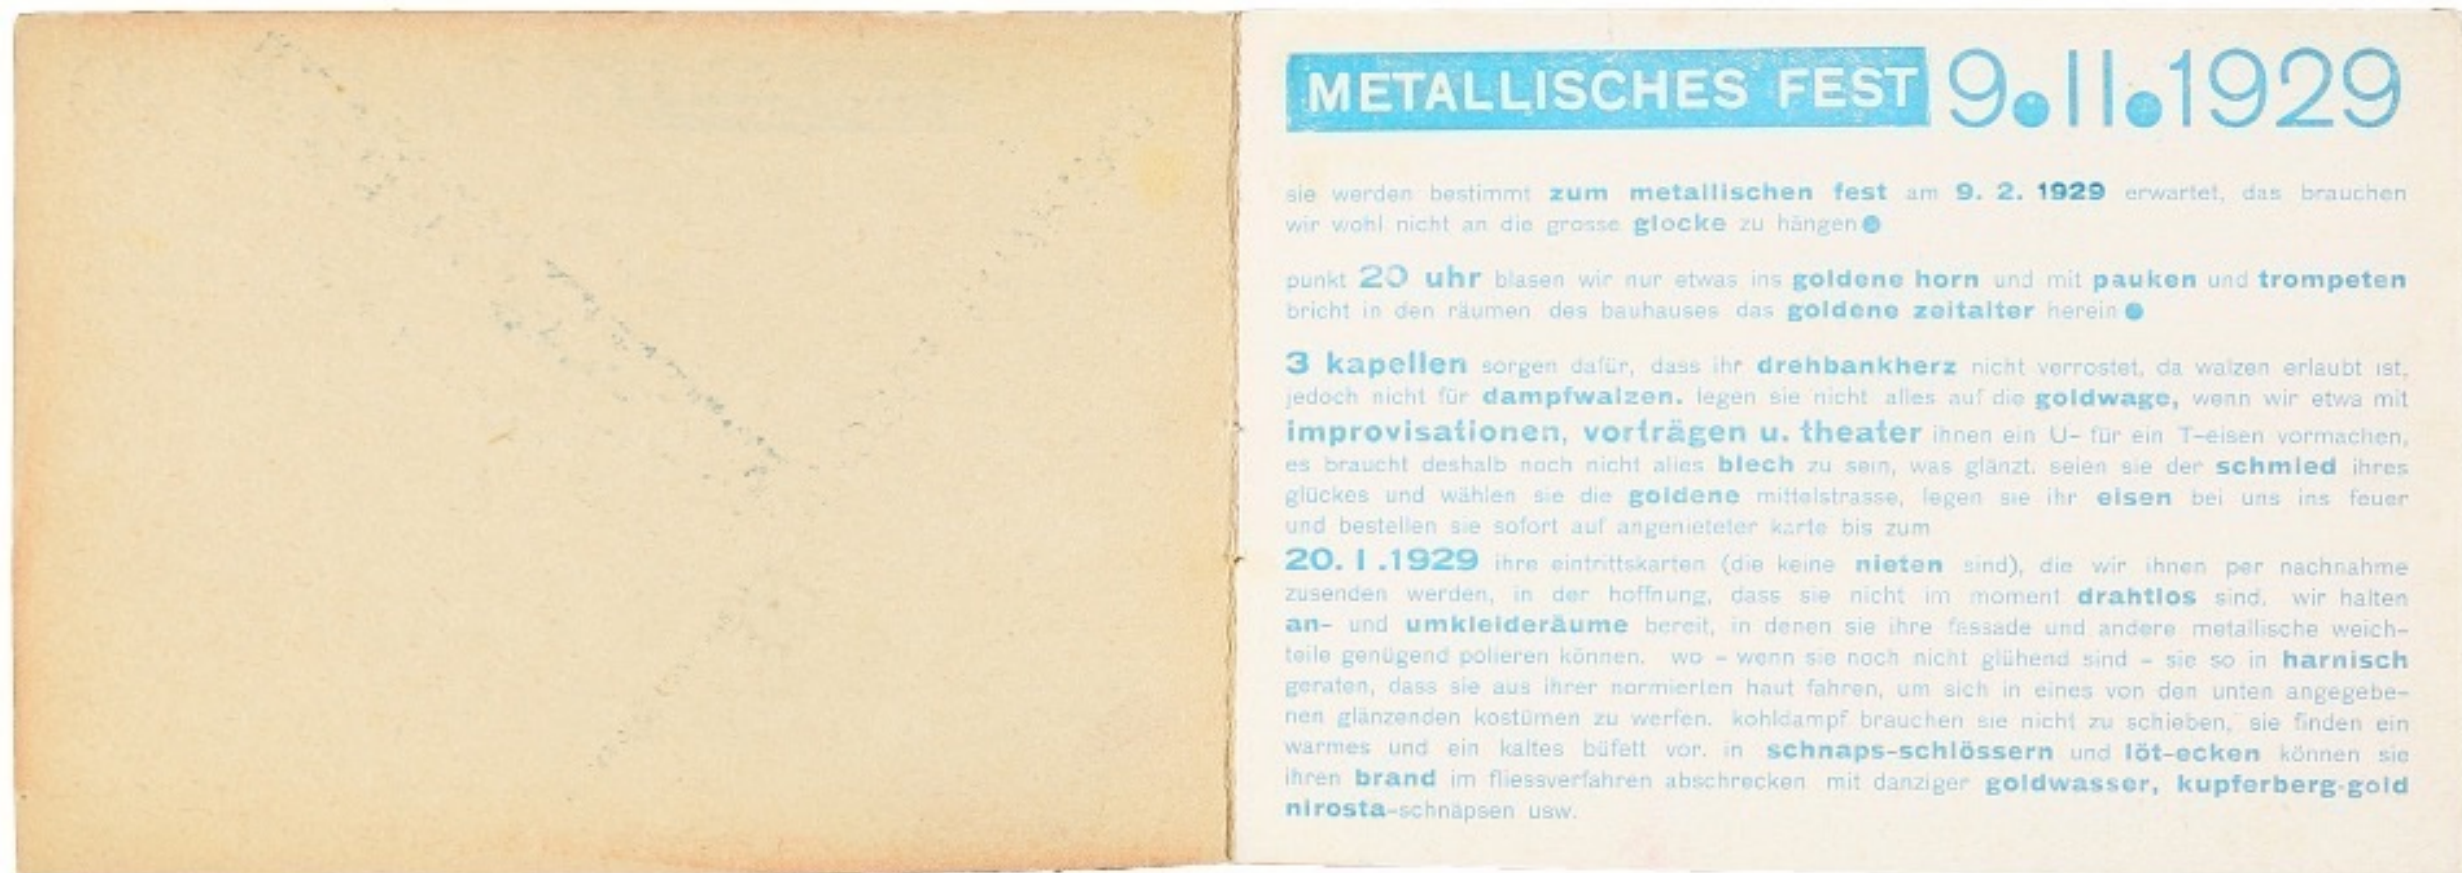 METALLISCHES FEST 9.II.1929
sie werden bestimmt zum metallischen fest am 9. 2. 1929 erwartet, das brauchen
wir wohl nicht an die grosse glocke zu hängen●
punkt 20 uhr blasen wir nur etwas ins goldene horn und mit pauken und trompeten
bricht in den räumen des bauhauses das goldene zeitalter herein●
3 kapellen sorgen dafür, dass ihr drehbankherz nicht verrostet, da walzen erlaubt ist,
jedoch nicht für dampfwalzen. legen sie nicht alles auf die goldwage, wenn wir etwa mit
improvisationen, vorträgen u. theater ihnen ein U- für ein T-eisen vormachen,
es braucht deshalb noch nicht alles blech zu sein, was glänzt. seien sie der schmied ihres
glückes und wählen sie die goldene mittelstrasse, legen sie ihr eisen bei uns ins feuer
und bestellen sie sofort auf angenieteter karte bis zum
20. I .1929 ihre eintrittskarten (die keine nieten sind), die wir ihnen per nachnahme
zusenden werden, in der hoffnung, dass sie nicht im moment drahtlos sind. wir halten
an- und umkleideräume bereit, in denen sie ihre fassade und andere metallische weich-
teile genügend polieren können. wo - wenn sie noch nicht glühend sind - sie so in harnisch
geraten, dass sie aus ihrer normierten haut fahren, um sich in eines von den unten angegebe-
nen glänzenden kostümen zu werfen. kohldampf brauchen sie nicht zu schieben, sie finden ein
warmes und ein kaltes büfett vor. in schnaps-schlössern und löt-ecken können sie
ihren brand im fliessverfahren abschrecken mit danziger goldwasser, kupferberg-gold
nirosta-schnäpsen usw.